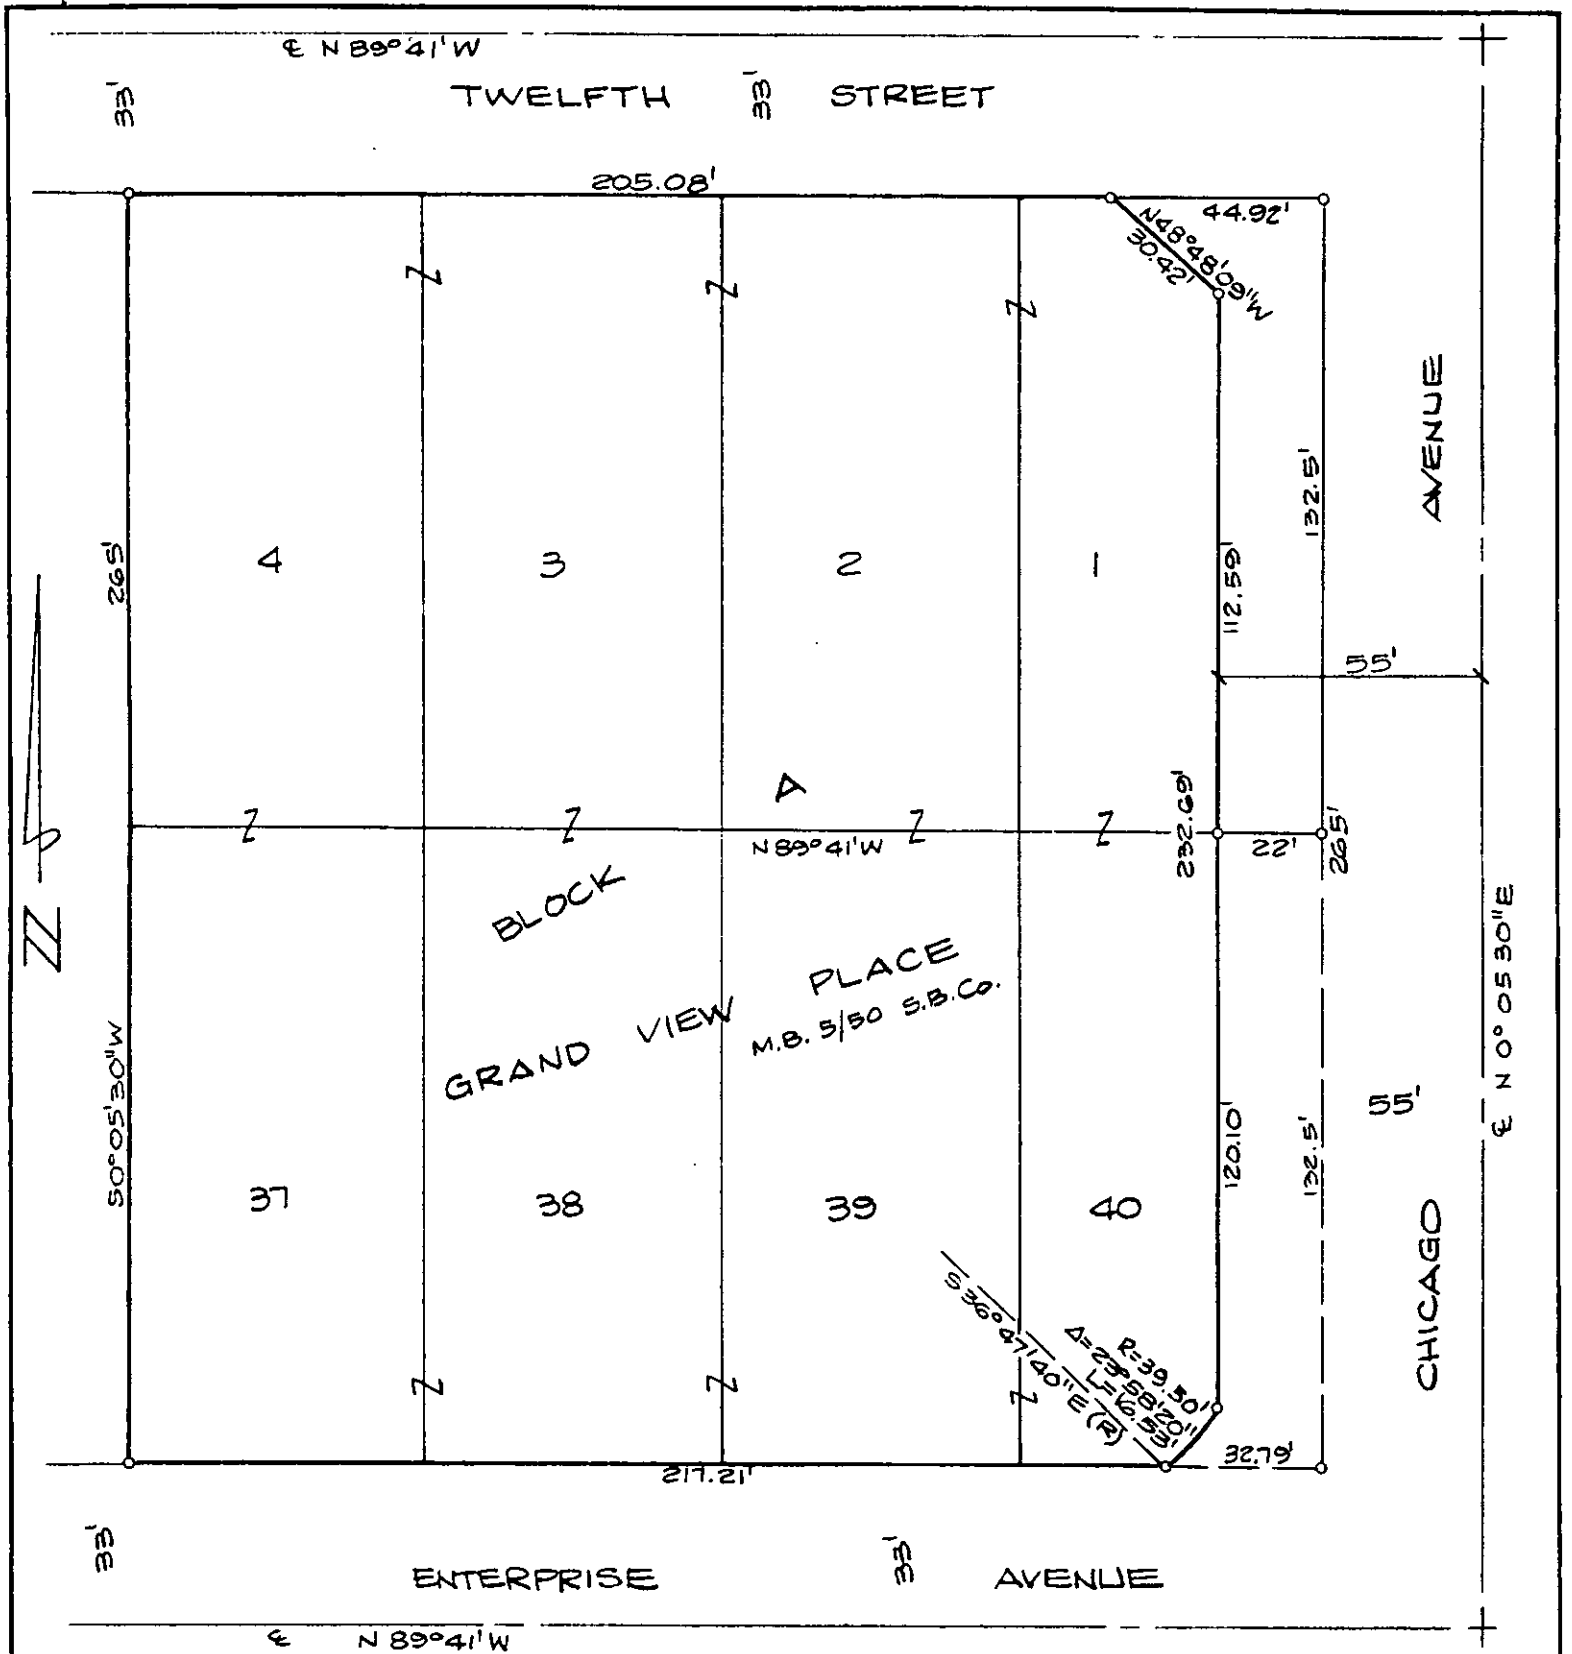 ℄ N 89°41'W
33'
TWELFTH 33' STREET
205.08'
44.92'
N48°48'09"W
30.42'
AVENUE
132.5'
265'
4 3 2 1
112.59'
55'
A
232.69'
N 89°41'W
22'
265'
BLOCK
N
GRAND VIEW PLACE
M.B. 5/50 S.B.Co.
℄ N 0°05'30"E
S0°05'30"W
55'
120.10'
132.5'
37 38 39 40
CHICAGO
S 36°47'40"E (R)
R=39.50'
Δ=23°58'20"
L=16.53'
32.79'
217.21'
33'
ENTERPRISE 33' AVENUE
℄ N 89°41'W